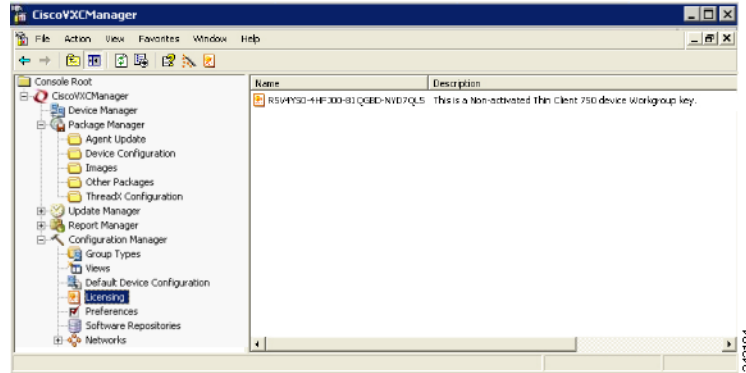 CiscoVXCManager
File Action View Favorites Window Help
Console Root
CiscoVXCManager
Device Manager
Package Manager
Agent Update
Device Configuration
Images
Other Packages
ThreadX Configuration
Update Manager
Report Manager
Configuration Manager
Group Types
Views
Default Device Configuration
Licensing
Preferences
Software Repositories
Networks
Name Description
This is a Non-activated Thin Client 750 device Workgroup key.